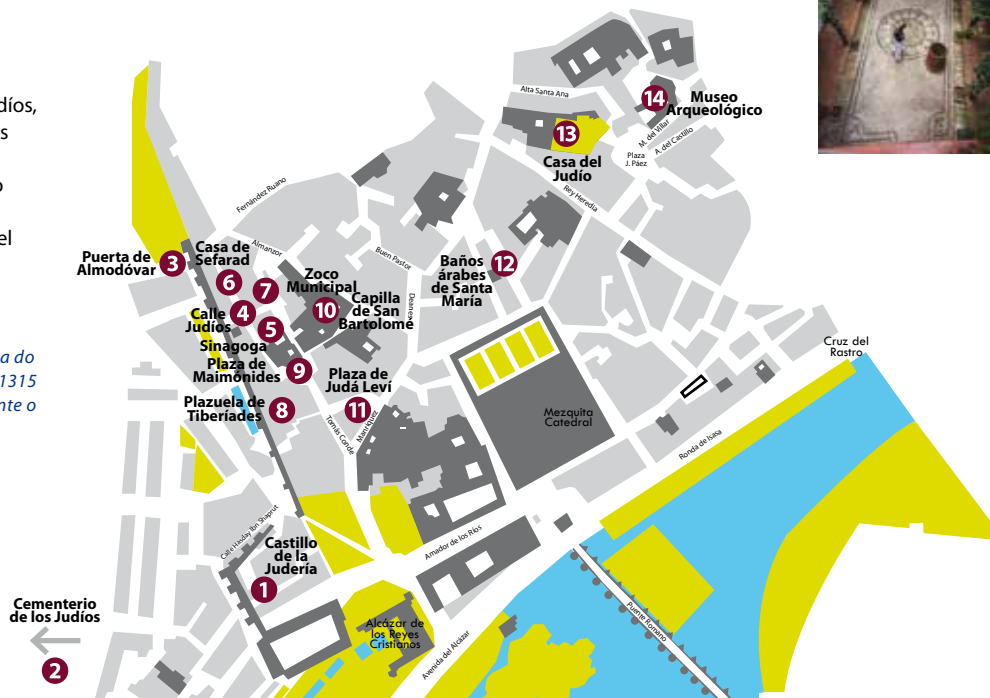 díos,
s
o
el
a do
1315
nte o
Alta Santa Ana
14
Museo
Arqueológico
13
M. del Villar
A. del Castillo
Plaza
J. Páez
Casa del
Judío
Rey Heredia
Fernández Ruano
Puerta de
Almodóvar
3
Casa de
Sefarad
6
7
Almanzor
Buen Pastor
Deanes
Baños
árabes
de Santa
María
12
Zoco
Municipal
10
Capilla
de San
Bartolomé
Calle
Judíos
4
5
Sinagoga
Plaza de
Maimónides
9
Plaza de
Judá Leví
11
Plazuela de
Tiberíades
8
Tomás Conde
Manríquez
Mezquita
Catedral
Cruz del
Rastro
Ronda de Isasa
Calle Hasday Ibn Shaprut
Castillo
de la
Judería
1
Amador de los Ríos
Cementerio
de los Judíos
2
Alcázar de
los Reyes
Cristianos
Avenida del Alcázar
Puente Romano